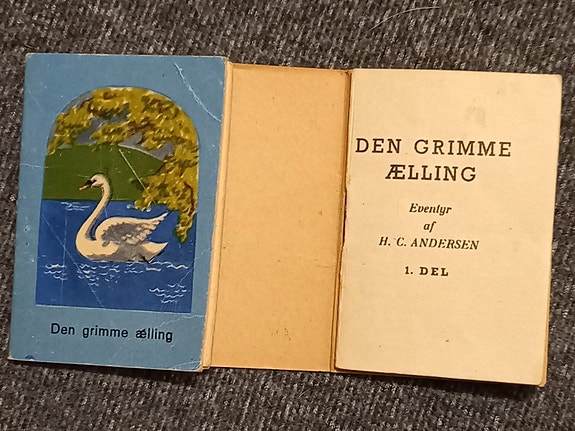 Den grimme ælling
DEN GRIMME
ÆLLING
Eventyr
af
H. C. ANDERSEN
1. DEL